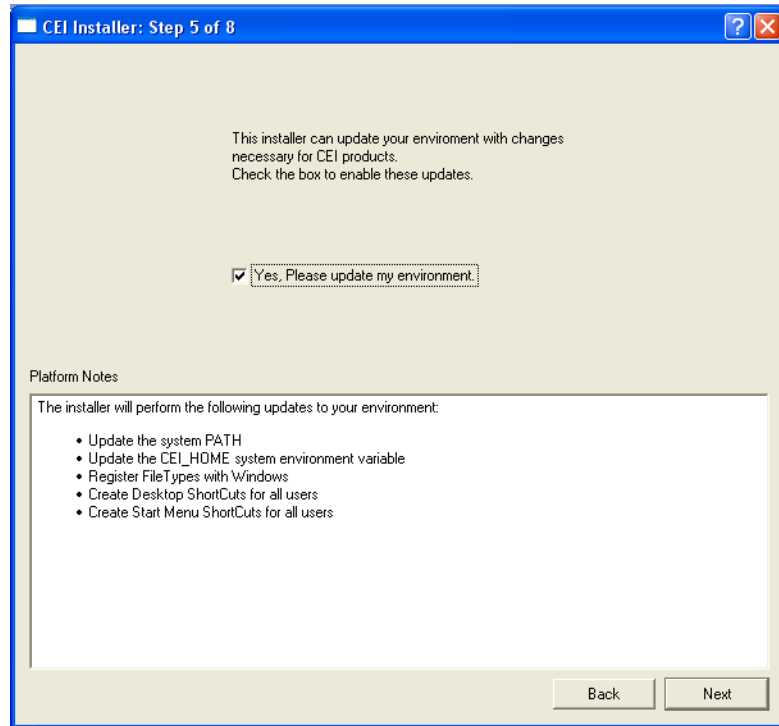 CEI Installer: Step 5 of 8
This installer can update your enviroment with changes
necessary for CEI products.
Check the box to enable these updates.
Yes, Please update my environment.
Platform Notes
The installer will perform the following updates to your environment:
• Update the system PATH
• Update the CEI_HOME system environment variable
• Register FileTypes with Windows
• Create Desktop ShortCuts for all users
• Create Start Menu ShortCuts for all users
Back Next